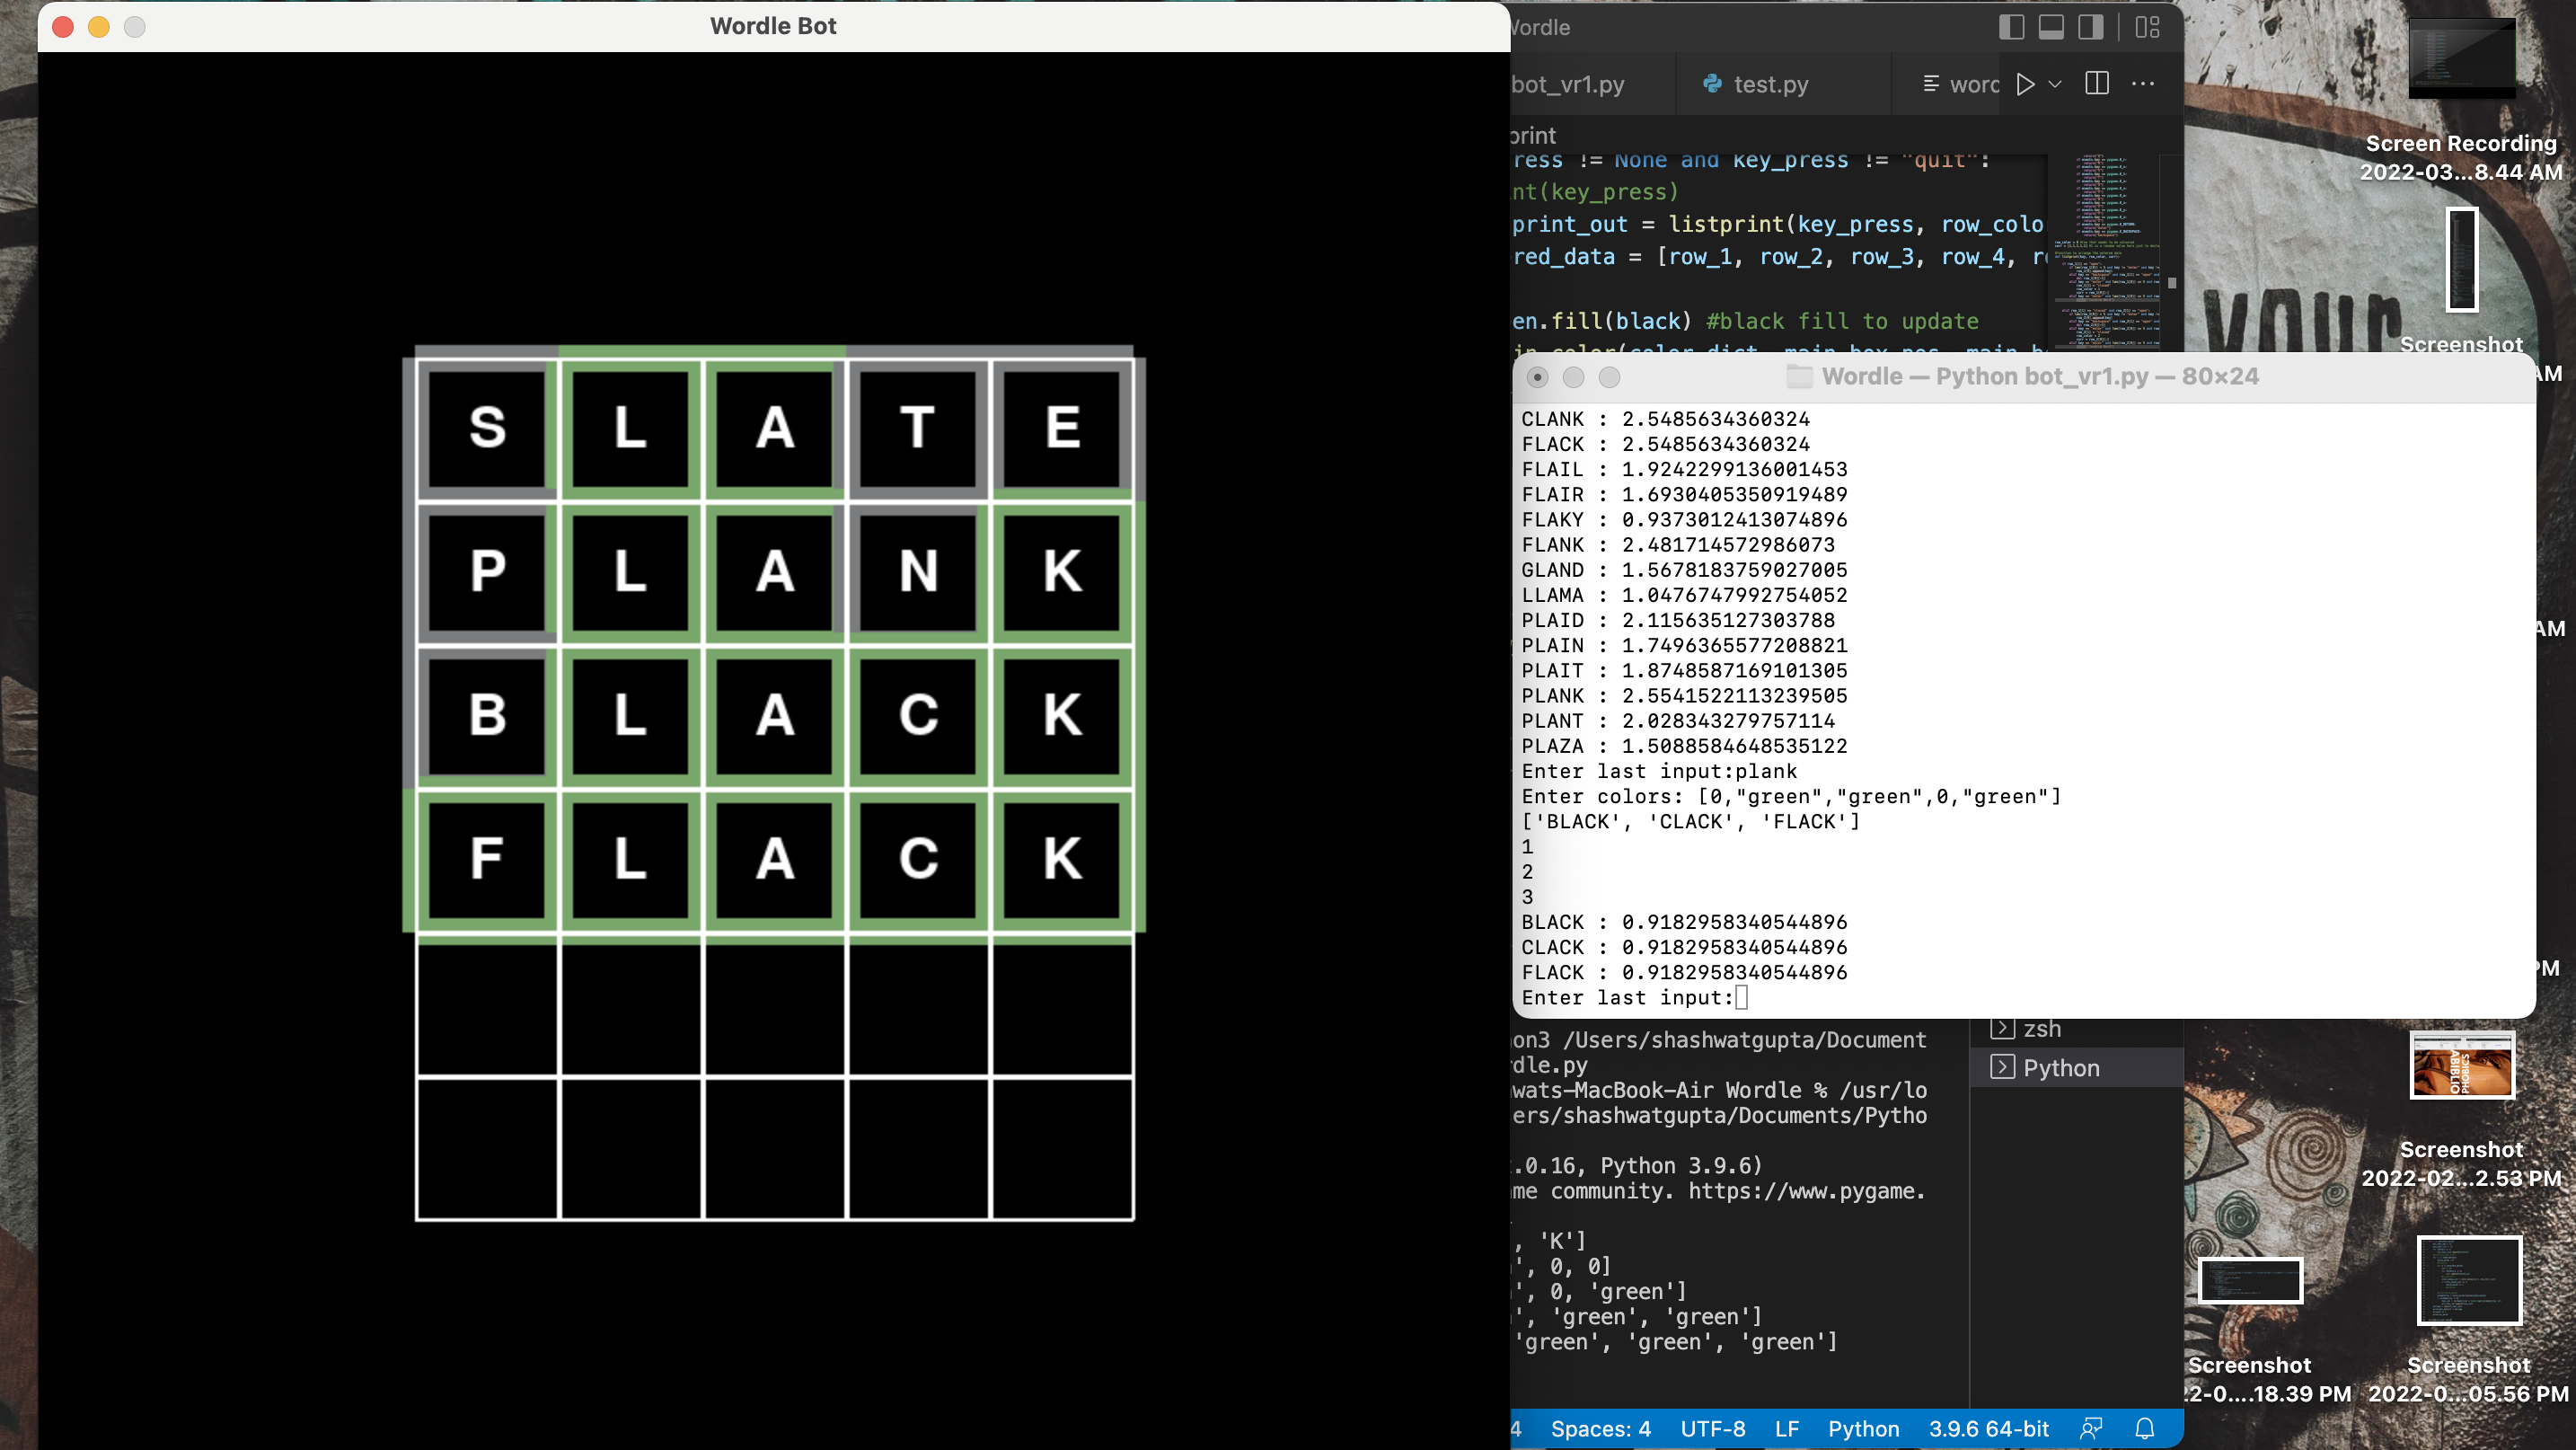 Wordle Bot
S L A T E
P L A N K
B L A C K
F L A C K
Wordle
bot_vr1.py
test.py
word
print
ress != None and key_press != "quit":
nt(key_press)
print_out = listprint(key_press, row_colo
red_data = [row_1, row_2, row_3, row_4, r
en.fill(black) #black fill to update
Wordle — Python bot_vr1.py — 80×24
CLANK : 2.5485634360324
FLACK : 2.5485634360324
FLAIL : 1.9242299136001453
FLAIR : 1.6930405350919489
FLAKY : 0.9373012413074896
FLANK : 2.481714572986073
GLAND : 1.5678183759027005
LLAMA : 1.0476747992754052
PLAID : 2.115635127303788
PLAIN : 1.7496365577208821
PLAIT : 1.8748587169101305
PLANK : 2.5541522113239505
PLANT : 2.028343279757114
PLAZA : 1.5088584648535122
Enter last input:plank
Enter colors: [0,"green","green",0,"green"]
['BLACK', 'CLACK', 'FLACK']
1
2
3
BLACK : 0.9182958340544896
CLACK : 0.9182958340544896
FLACK : 0.9182958340544896
Enter last input:
on3 /Users/shashwatgupta/Document
rdle.py
wats-MacBook-Air Wordle % /usr/lo
ers/shashwatgupta/Documents/Pytho
.0.16, Python 3.9.6)
me community. https://www.pygame.
, 'K']
', 0, 0]
', 0, 'green']
', 'green', 'green']
'green', 'green', 'green']
zsh
Python
4 Spaces: 4 UTF-8 LF Python 3.9.6 64-bit
Screen Recording
2022-03...8.44 AM
your
Screenshot
AM
AM
PM
Screenshot
2022-02...2.53 PM
Screenshot
22-0....18.39 PM
Screenshot
2022-0...05.56 PM